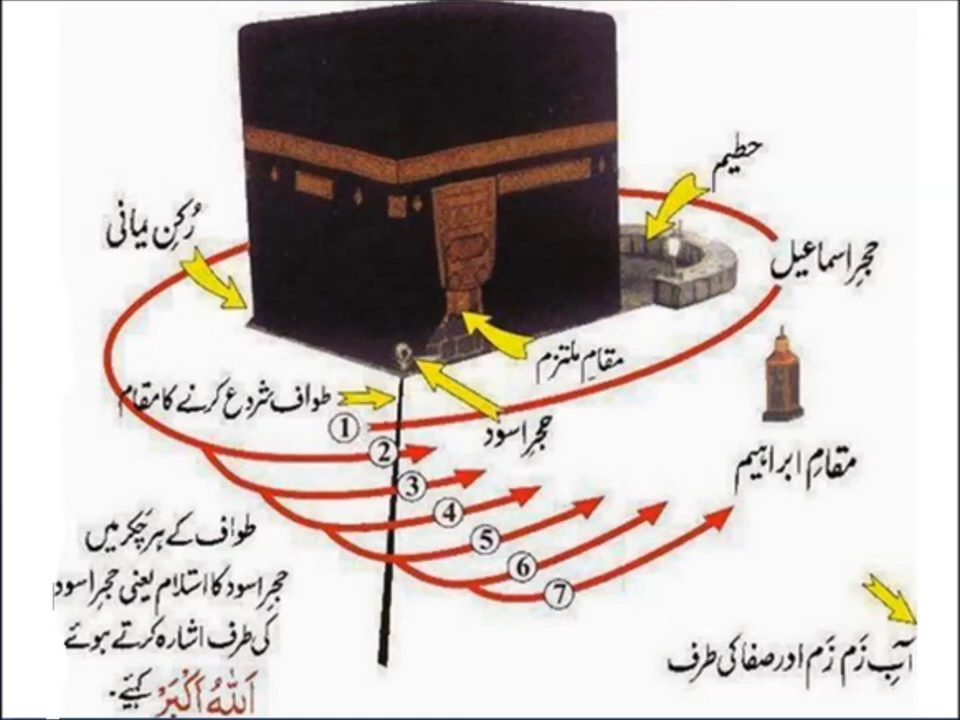 حطیم
رُکنِ یمانی
حجرِ اسماعیل
مقامِ ملتزم
طواف شروع کرنے کا مقام
حجرِ اسود
1
2
3
4
5
6
7
مقامِ ابراہیم
طواف کے ہر چکر میں
حجرِ اسود کا استلام یعنی حجرِ اسود
کی طرف اشارہ کرتے ہوئے
اَللّٰهُ اَكْبَرْ کہیے۔
آبِ زَم زَم اور صفا کی طرف